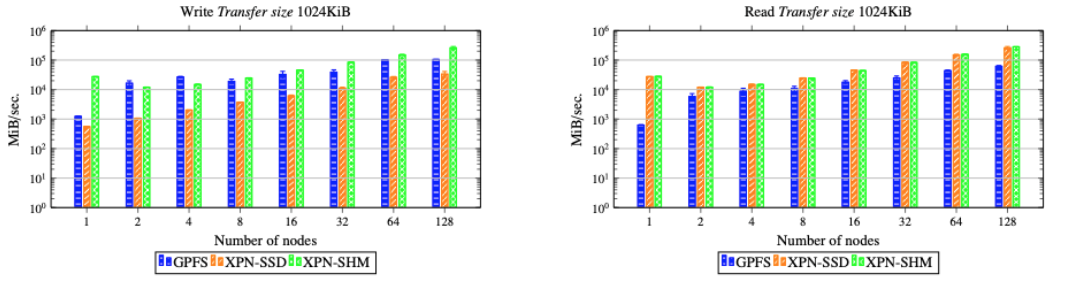 Write Transfer size 1024KiB
10^6
10^5
10^4
10^3
10^2
10^1
10^0
MiB/sec.
1 2 4 8 16 32 64 128
Number of nodes
GPFS XPN-SSD XPN-SHM
Read Transfer size 1024KiB
10^6
10^5
10^4
10^3
10^2
10^1
10^0
MiB/sec.
1 2 4 8 16 32 64 128
Number of nodes
GPFS XPN-SSD XPN-SHM